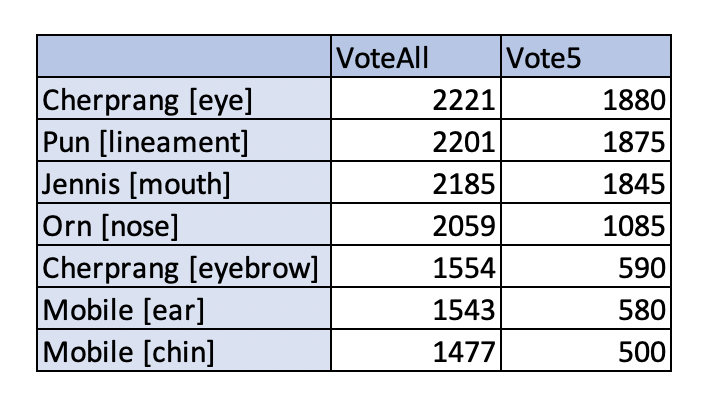 VoteAll Vote5
Cherprang [eye] 2221 1880
Pun [lineament] 2201 1875
Jennis [mouth] 2185 1845
Orn [nose] 2059 1085
Cherprang [eyebrow] 1554 590
Mobile [ear] 1543 580
Mobile [chin] 1477 500